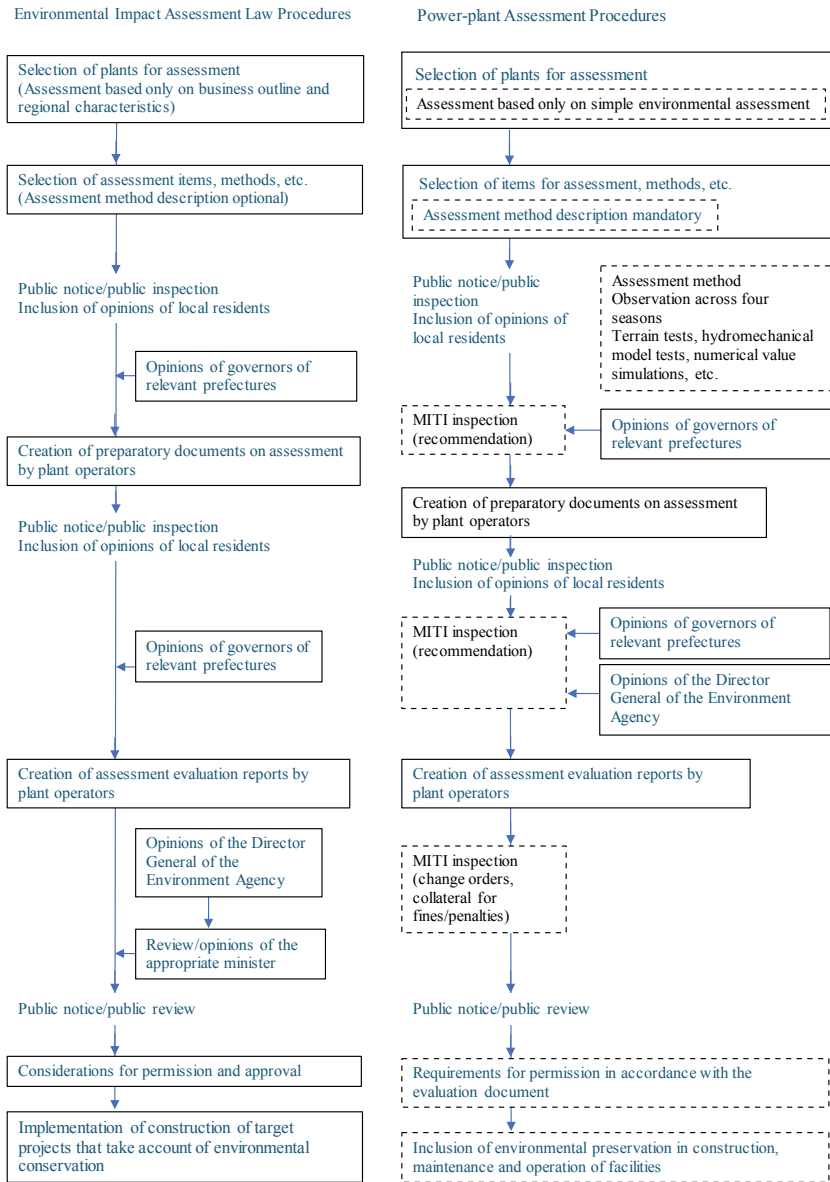 Environmental Impact Assessment Law Procedures
Selection of plants for assessment
(Assessment based only on business outline and
regional characteristics)
Selection of assessment items, methods, etc.
(Assessment method description optional)
Public notice/public inspection
Inclusion of opinions of local residents
Opinions of governors of
relevant prefectures
Creation of preparatory documents on assessment
by plant operators
Public notice/public inspection
Inclusion of opinions of local residents
Opinions of governors of
relevant prefectures
Creation of assessment evaluation reports by
plant operators
Opinions of the Director
General of the
Environment Agency
Review/opinions of the
appropriate minister
Public notice/public review
Considerations for permission and approval
Implementation of construction of target
projects that take account of environmental
conservation
Power-plant Assessment Procedures
Selection of plants for assessment
Assessment based only on simple environmental assessment
Selection of items for assessment, methods, etc.
Assessment method description mandatory
Public notice/public
inspection
Inclusion of opinions of
local residents
Assessment method
Observation across four
seasons
Terrain tests, hydromechanical
model tests, numerical value
simulations, etc.
MITI inspection
(recommendation)
Opinions of governors of
relevant prefectures
Creation of preparatory documents on assessment
by plant operators
Public notice/public inspection
Inclusion of opinions of local residents
MITI inspection
(recommendation)
Opinions of governors of
relevant prefectures
Opinions of the Director
General of the Environment
Agency
Creation of assessment evaluation reports by
plant operators
MITI inspection
(change orders,
collateral for
fines/penalties)
Public notice/public review
Requirements for permission in accordance with the
evaluation document
Inclusion of environmental preservation in construction,
maintenance and operation of facilities